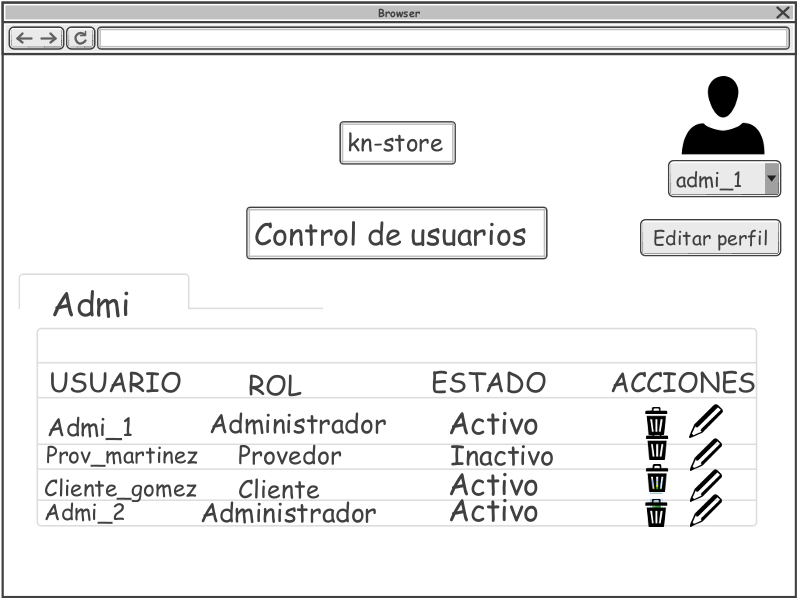 Browser
kn-store
admi_1
Control de usuarios
Editar perfil
Admi
USUARIO ROL ESTADO ACCIONES
Admi_1 Administrador Activo
Prov_martinez Provedor Inactivo
Cliente_gomez Cliente Activo
Admi_2 Administrador Activo